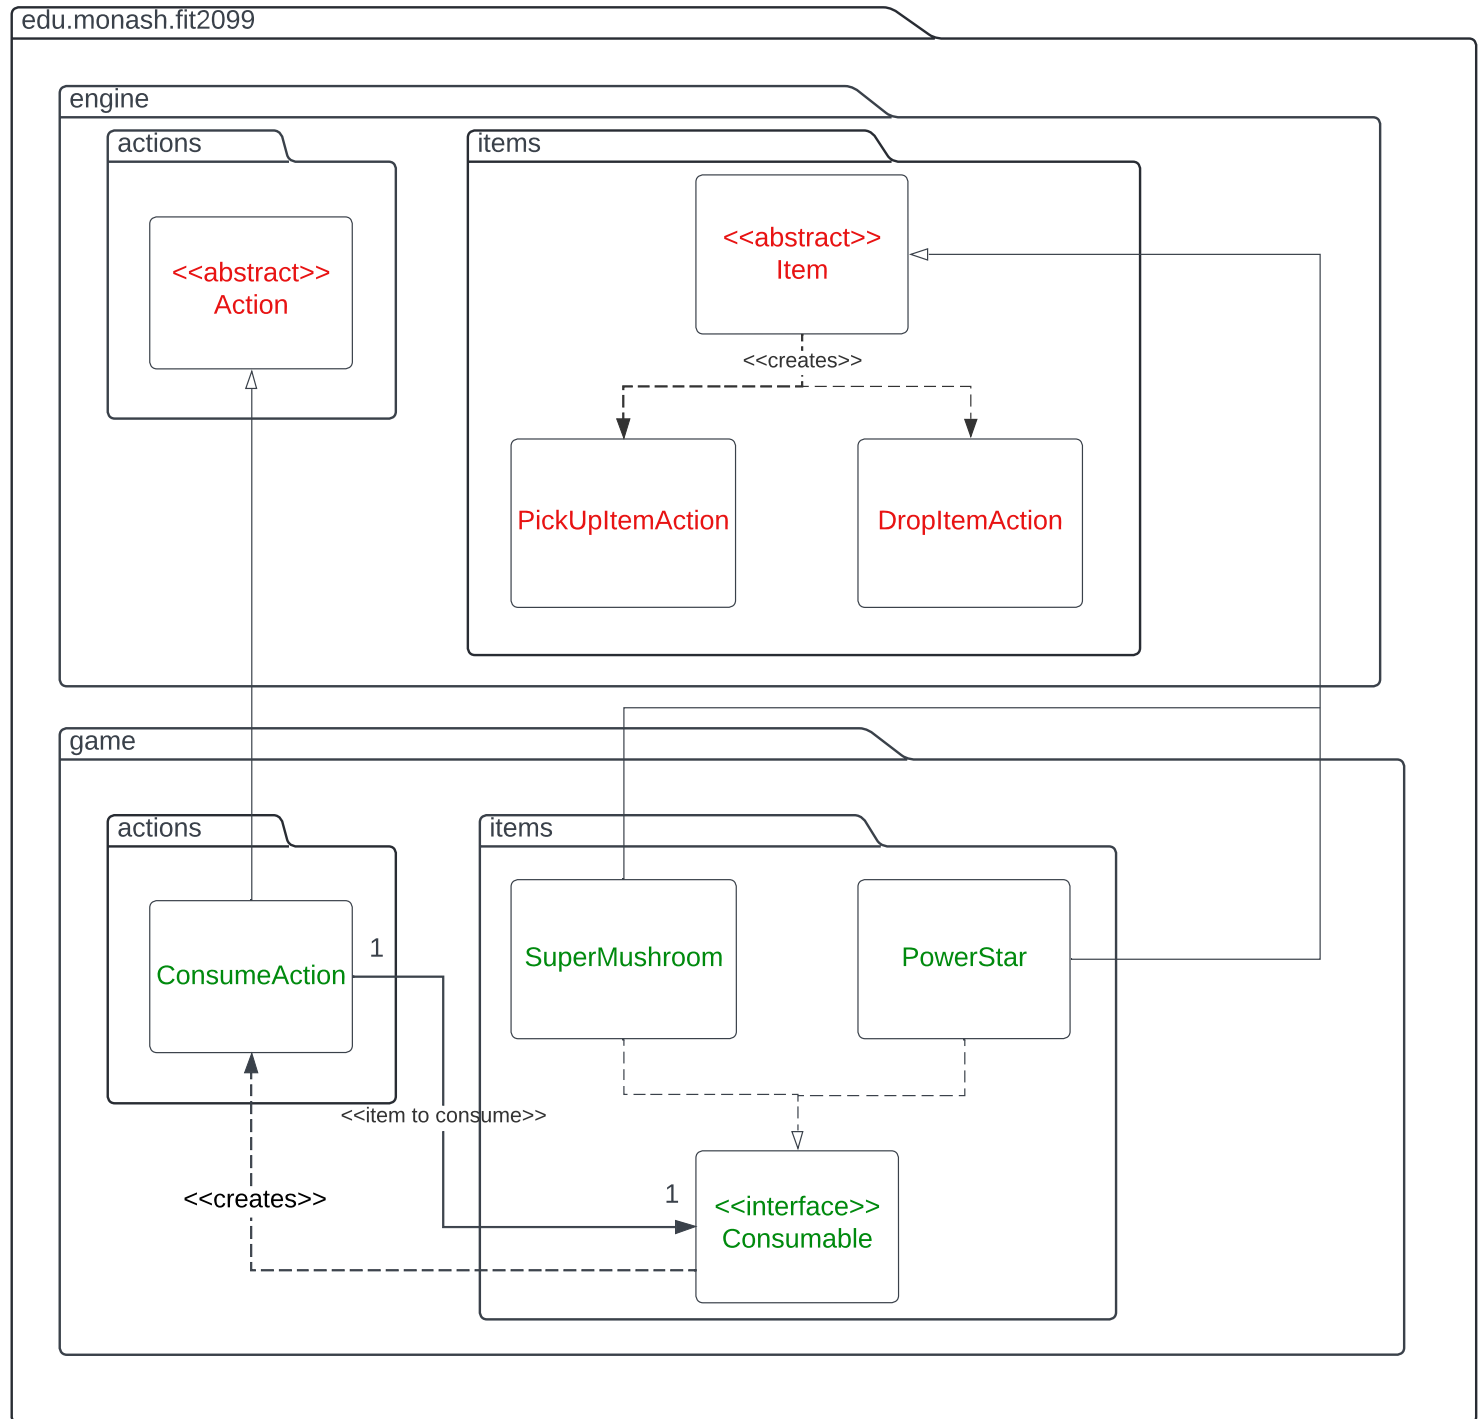 edu.monash.fit2099
engine
actions
items
<<abstract>>
Action
<<abstract>>
Item
<<creates>>
PickUpItemAction
DropItemAction
game
actions
items
ConsumeAction
1
SuperMushroom
PowerStar
<<item to consume>>
<<creates>>
1
<<interface>>
Consumable